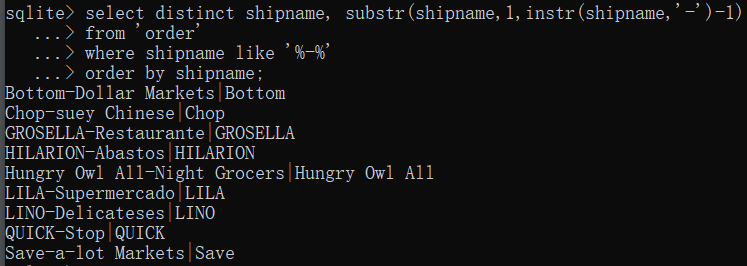 sqlite> select distinct shipname, substr(shipname,1,instr(shipname,'-')-1)
...> from 'order'
...> where shipname like '%-%'
...> order by shipname;
Bottom-Dollar Markets|Bottom
Chop-suey Chinese|Chop
GROSELLA-Restaurante|GROSELLA
HILARION-Abastos|HILARION
Hungry Owl All-Night Grocers|Hungry Owl All
LILA-Supermercado|LILA
LINO-Delicateses|LINO
QUICK-Stop|QUICK
Save-a-lot Markets|Save